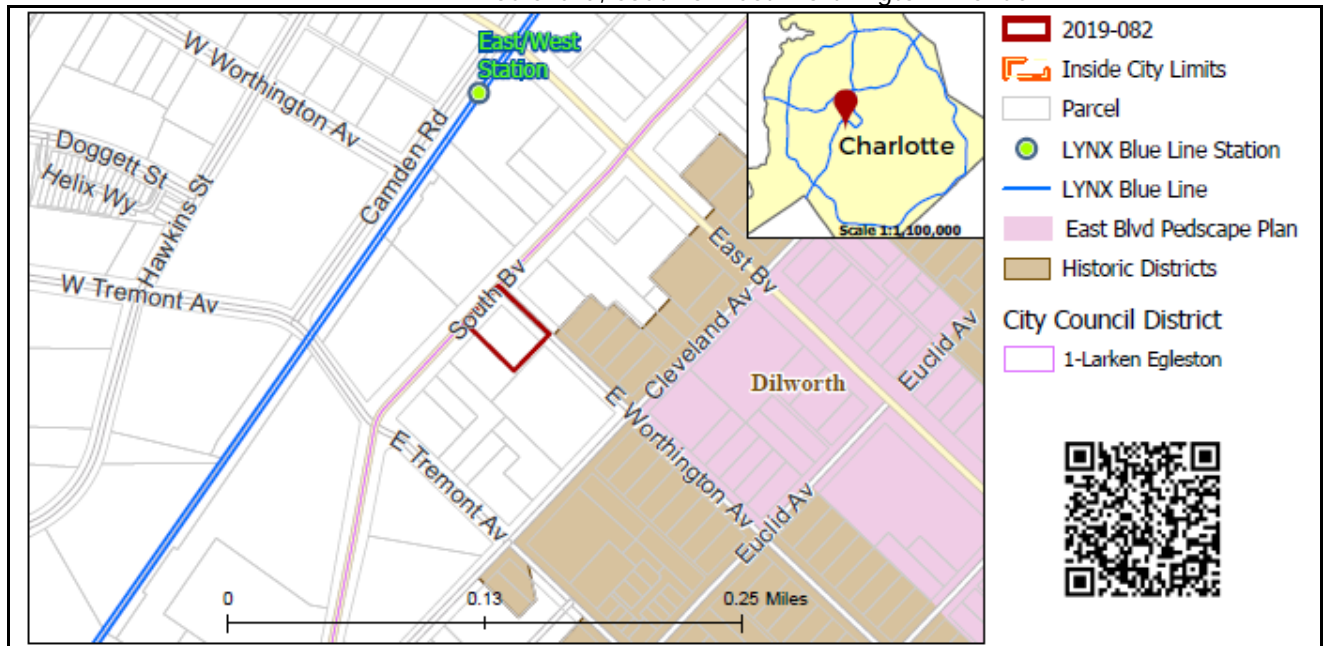 East/West
Station
W Worthington Av
Camden Rd
Doggett St
Helix Wy
Hawkins St
W Tremont Av
South Bv
East Bv
Cleveland Av
Euclid Av
Dilworth
E Worthington Av
E Tremont Av
Euclid Av
0
0.13
0.25 Miles
Charlotte
Scale 1:1,100,000
2019-082
Inside City Limits
Parcel
LYNX Blue Line Station
LYNX Blue Line
East Blvd Pedscape Plan
Historic Districts
City Council District
1-Larken Egleston